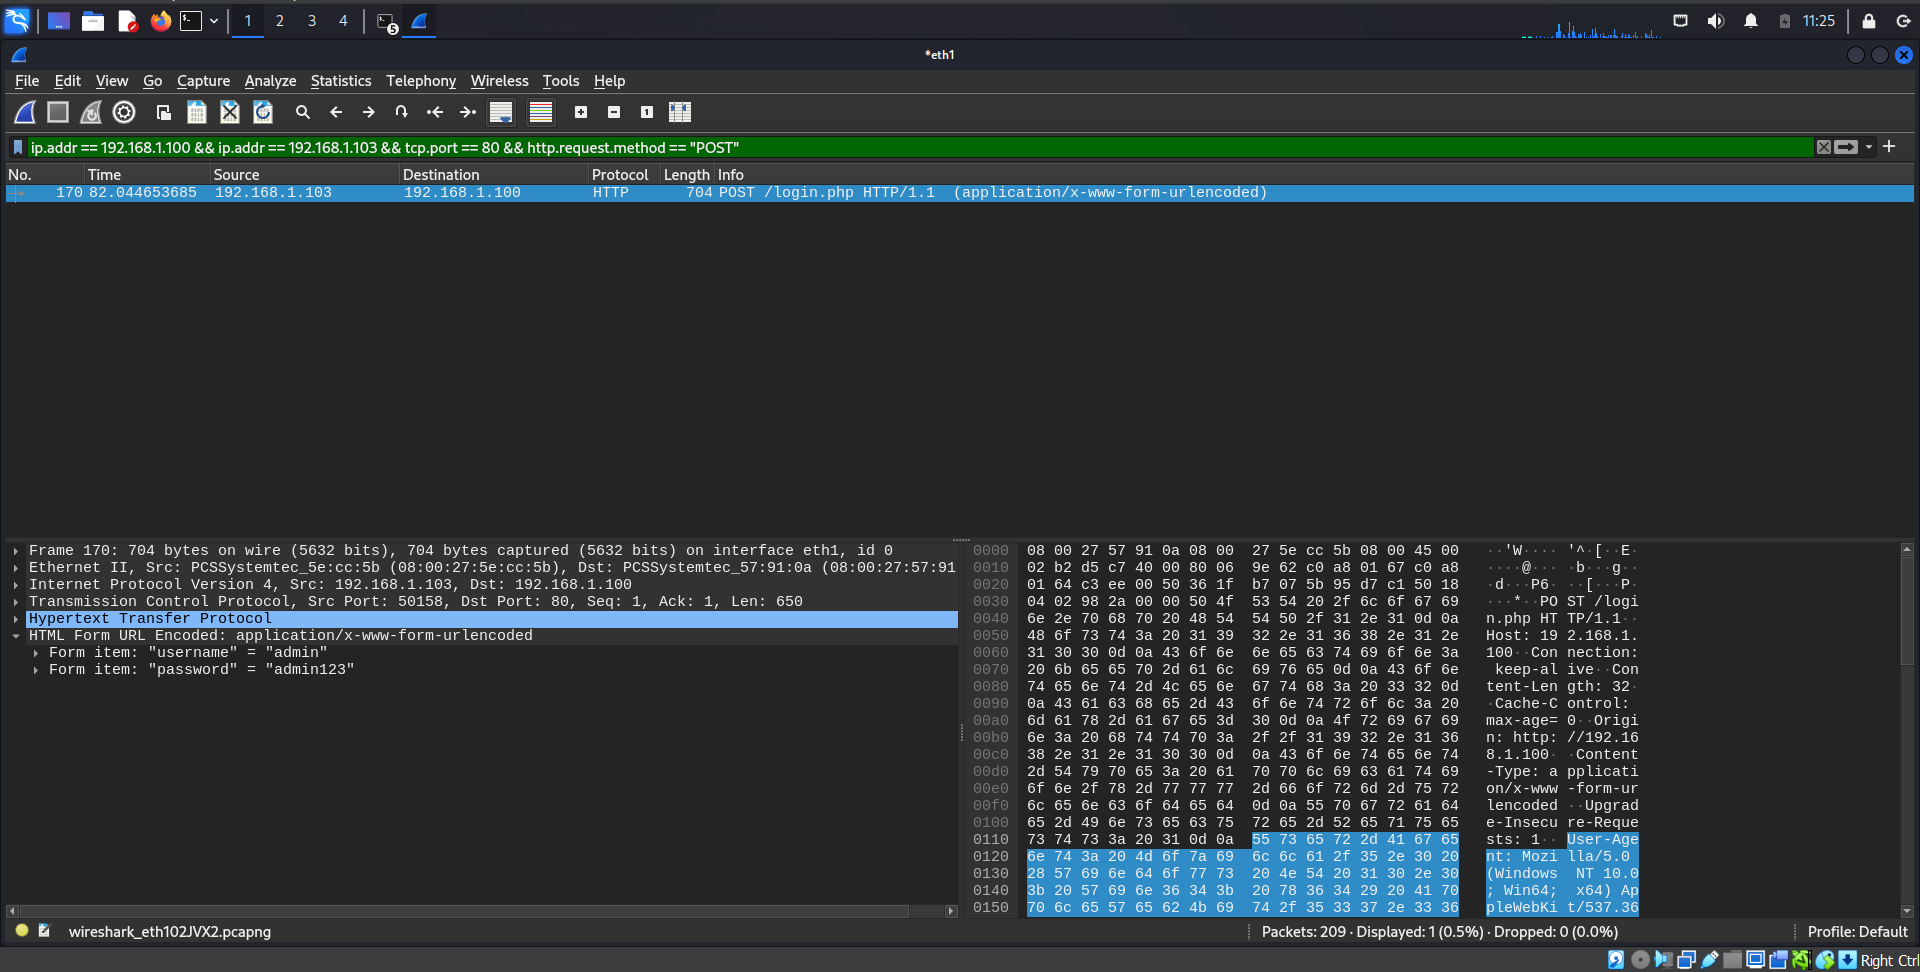 1 2 3 4 5 11:25
*eth1
File Edit View Go Capture Analyze Statistics Telephony Wireless Tools Help
ip.addr == 192.168.1.100 && ip.addr == 192.168.1.103 && tcp.port == 80 && http.request.method == "POST"
No. Time Source Destination Protocol Length Info
170 82.044653685 192.168.1.103 192.168.1.100 HTTP 704 POST /login.php HTTP/1.1  (application/x-www-form-urlencoded)
Frame 170: 704 bytes on wire (5632 bits), 704 bytes captured (5632 bits) on interface eth1, id 0
Ethernet II, Src: PCSSystemtec_5e:cc:5b (08:00:27:5e:cc:5b), Dst: PCSSystemtec_57:91:0a (08:00:27:57:91
Internet Protocol Version 4, Src: 192.168.1.103, Dst: 192.168.1.100
Transmission Control Protocol, Src Port: 50158, Dst Port: 80, Seq: 1, Ack: 1, Len: 650
Hypertext Transfer Protocol
HTML Form URL Encoded: application/x-www-form-urlencoded
Form item: "username" = "admin"
Form item: "password" = "admin123"
0000 08 00 27 57 91 0a 08 00 27 5e cc 5b 08 00 45 00 ··'W···· '^·[··E·
0010 02 b2 d5 c7 40 00 80 06 9e 62 c0 a8 01 67 c0 a8 ····@··· ·b···g··
0020 01 64 c3 ee 00 50 36 1f b7 07 5b 95 d7 c1 50 18 ·d···P6· ··[···P·
0030 04 02 98 2a 00 00 50 4f 53 54 20 2f 6c 6f 67 69 ···*··PO ST /logi
0040 6e 2e 70 68 70 20 48 54 54 50 2f 31 2e 31 0d 0a n.php HT TP/1.1··
0050 48 6f 73 74 3a 20 31 39 32 2e 31 36 38 2e 31 2e Host: 19 2.168.1.
0060 31 30 30 0d 0a 43 6f 6e 6e 65 63 74 69 6f 6e 3a 100··Con nection:
0070 20 6b 65 65 70 2d 61 6c 69 76 65 0d 0a 43 6f 6e  keep-al ive··Con
0080 74 65 6e 74 2d 4c 65 6e 67 74 68 3a 20 33 32 0d tent-Len gth: 32·
0090 0a 43 61 63 68 65 2d 43 6f 6e 74 72 6f 6c 3a 20 ·Cache-C ontrol: 
00a0 6d 61 78 2d 61 67 65 3d 30 0d 0a 4f 72 69 67 69 max-age= 0··Origi
00b0 6e 3a 20 68 74 74 70 3a 2f 2f 31 39 32 2e 31 36 n: http: //192.16
00c0 38 2e 31 2e 31 30 30 0d 0a 43 6f 6e 74 65 6e 74 8.1.100· ·Content
00d0 2d 54 79 70 65 3a 20 61 70 70 6c 69 63 61 74 69 -Type: a pplicati
00e0 6f 6e 2f 78 2d 77 77 77 2d 66 6f 72 6d 2d 75 72 on/x-www -form-ur
00f0 6c 65 6e 63 6f 64 65 64 0d 0a 55 70 67 72 61 64 lencoded ··Upgrad
0100 65 2d 49 6e 73 65 63 75 72 65 2d 52 65 71 75 65 e-Insecu re-Reque
0110 73 74 73 3a 20 31 0d 0a 55 73 65 72 2d 41 67 65 sts: 1·· User-Age
0120 6e 74 3a 20 4d 6f 7a 69 6c 6c 61 2f 35 2e 30 20 nt: Mozi lla/5.0 
0130 28 57 69 6e 64 6f 77 73 20 4e 54 20 31 30 2e 30 (Windows  NT 10.0
0140 3b 20 57 69 6e 36 34 3b 20 78 36 34 29 20 41 70 ; Win64;  x64) Ap
0150 70 6c 65 57 65 62 4b 69 74 2f 35 33 37 2e 33 36 pleWebKi t/537.36
wireshark_eth102JVX2.pcapng Packets: 209 · Displayed: 1 (0.5%) · Dropped: 0 (0.0%) Profile: Default
Right Ctrl